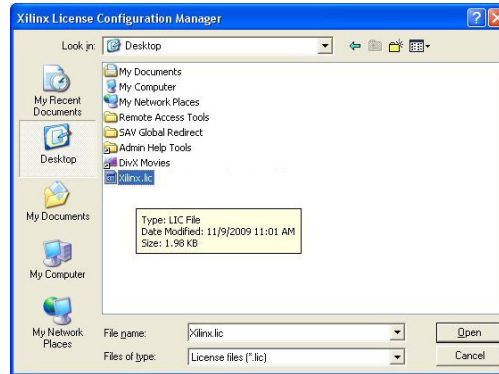 Xilinx License Configuration Manager
Look in: Desktop
My Documents
My Computer
My Network Places
Remote Access Tools
SAV Global Redirect
Admin Help Tools
DivX Movies
Xilinx.lic
Type: LIC File
Date Modified: 11/9/2009 11:01 AM
Size: 1.98 KB
My Recent
Documents
Desktop
My Documents
My Computer
My Network
Places
File name: Xilinx.lic Open
Files of type: License files (*.lic) Cancel